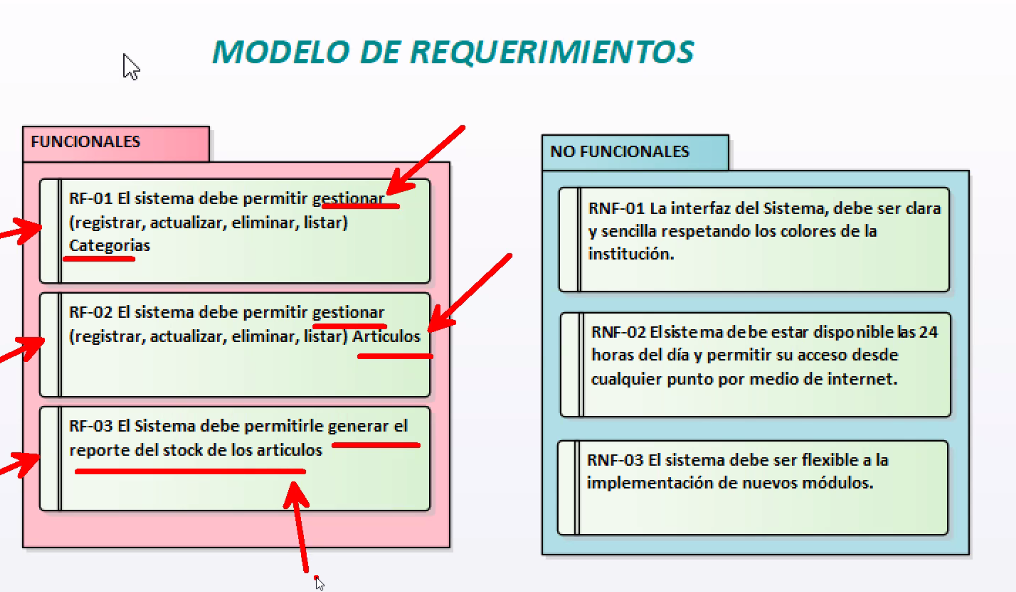 MODELO DE REQUERIMIENTOS
FUNCIONALES
RF-01 El sistema debe permitir gestionar
(registrar, actualizar, eliminar, listar)
Categorias
RF-02 El sistema debe permitir gestionar
(registrar, actualizar, eliminar, listar) Articulos
RF-03 El Sistema debe permitirle generar el
reporte del stock de los articulos
NO FUNCIONALES
RNF-01 La interfaz del Sistema, debe ser clara
y sencilla respetando los colores de la
institución.
RNF-02 El sistema debe estar disponible las 24
horas del día y permitir su acceso desde
cualquier punto por medio de internet.
RNF-03 El sistema debe ser flexible a la
implementación de nuevos módulos.